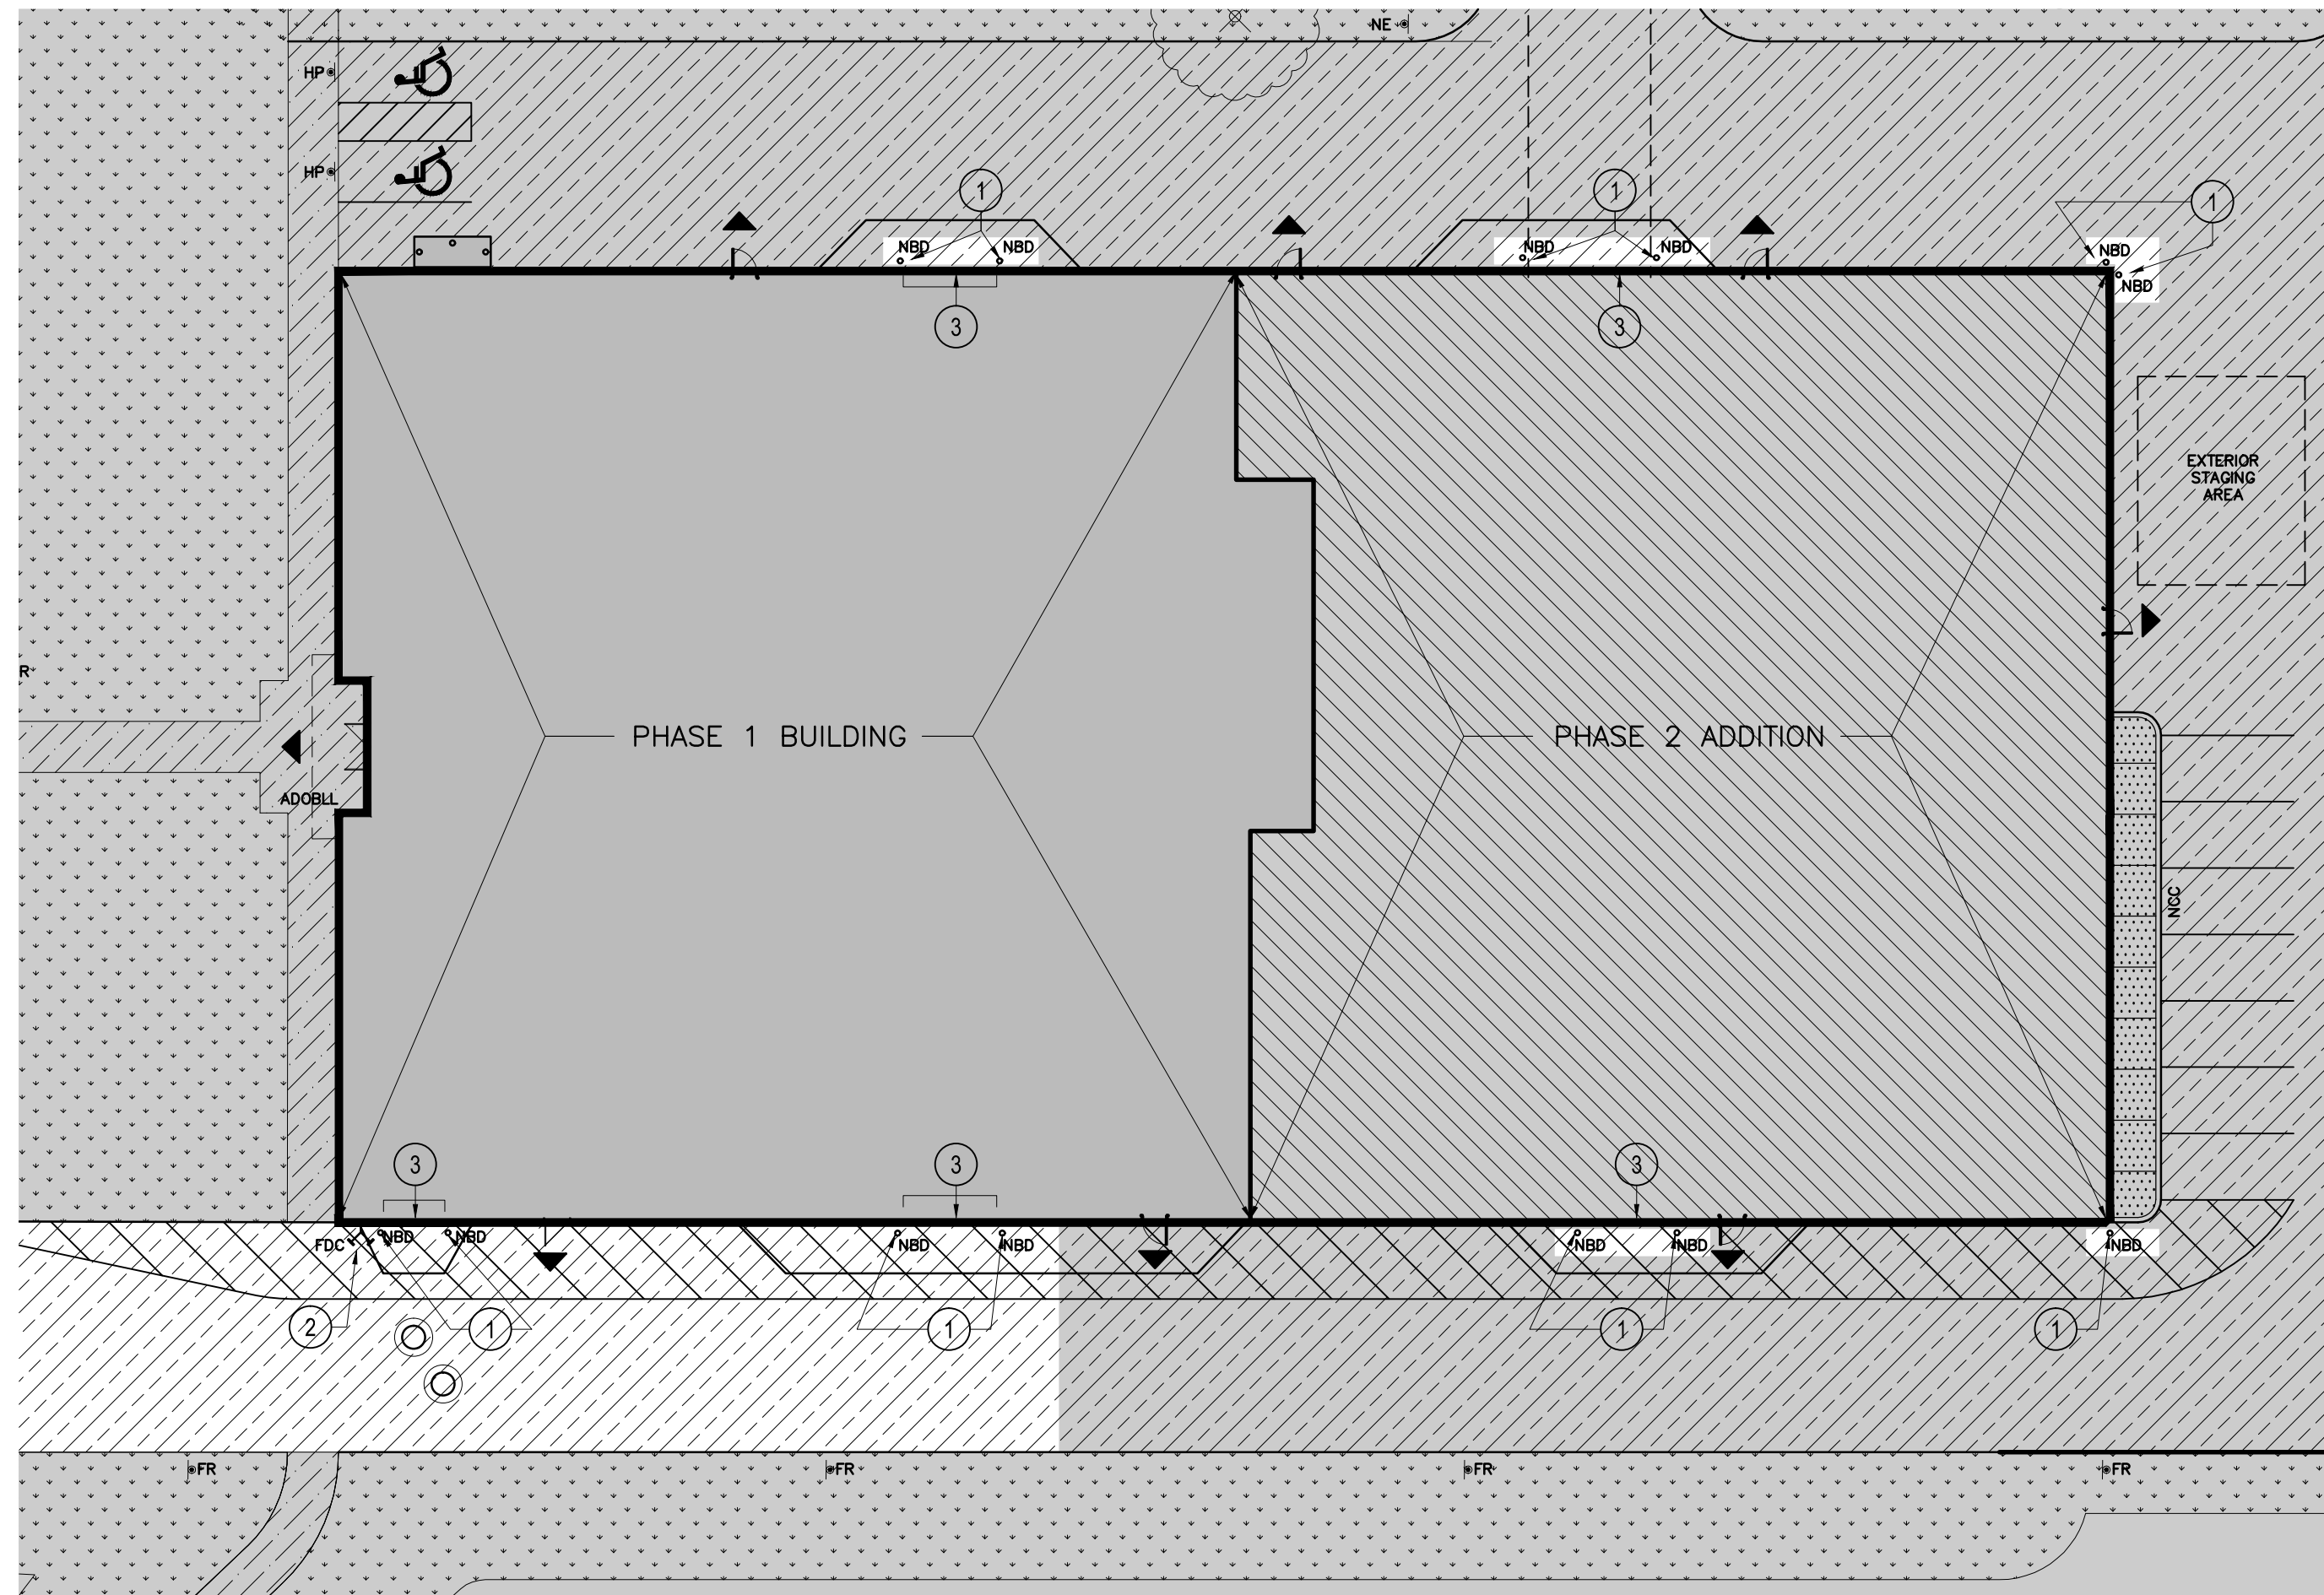 NE
HP
HP
1
1
1
NBD
NBD
NBD
NBD
NBD
NBD
3
3
EXTERIOR
STAGING
AREA
R
PHASE 1 BUILDING
PHASE 2 ADDITION
ADOBLL
NCC
3
3
3
FDC
NBD
NBD
NBD
NBD
NBD
NBD
NBD
2
1
1
1
1
FR
FR
FR
FR